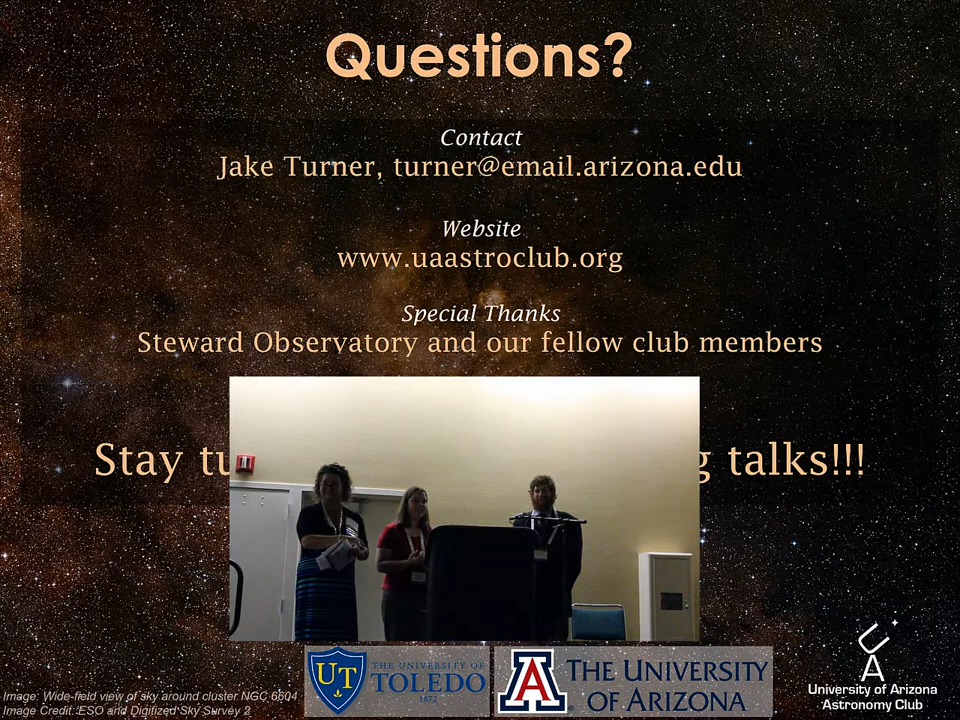 Questions?
Contact
Jake Turner, turner@email.arizona.edu
Website
www.uaastroclub.org
Special Thanks
Steward Observatory and our fellow club members
Stay tu g talks!!!
THE UNIVERSITY OF
TOLEDO
1872
UT
THE UNIVERSITY
OF ARIZONA
A
University of Arizona
Astronomy Club
Image: Wide-field view of sky around cluster NGC 6604
Image Credit: ESO and Digitized Sky Survey 2